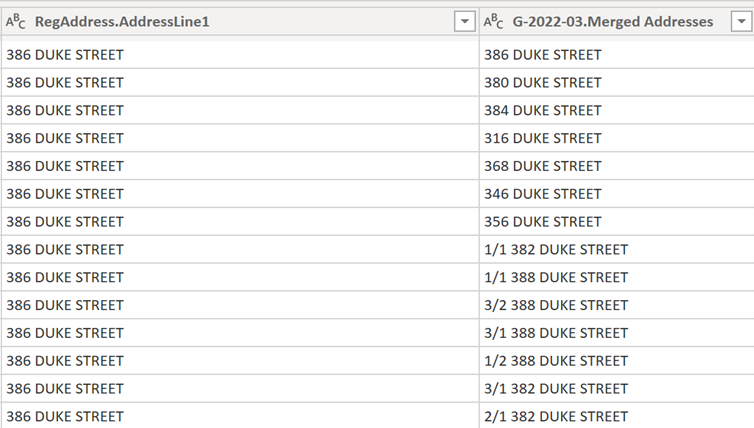 ABC RegAddress.AddressLine1 ABC G-2022-03.Merged Addresses
386 DUKE STREET 386 DUKE STREET
386 DUKE STREET 380 DUKE STREET
386 DUKE STREET 384 DUKE STREET
386 DUKE STREET 316 DUKE STREET
386 DUKE STREET 368 DUKE STREET
386 DUKE STREET 346 DUKE STREET
386 DUKE STREET 356 DUKE STREET
386 DUKE STREET 1/1 382 DUKE STREET
386 DUKE STREET 1/1 388 DUKE STREET
386 DUKE STREET 3/2 388 DUKE STREET
386 DUKE STREET 3/1 388 DUKE STREET
386 DUKE STREET 1/2 388 DUKE STREET
386 DUKE STREET 3/1 382 DUKE STREET
386 DUKE STREET 2/1 382 DUKE STREET